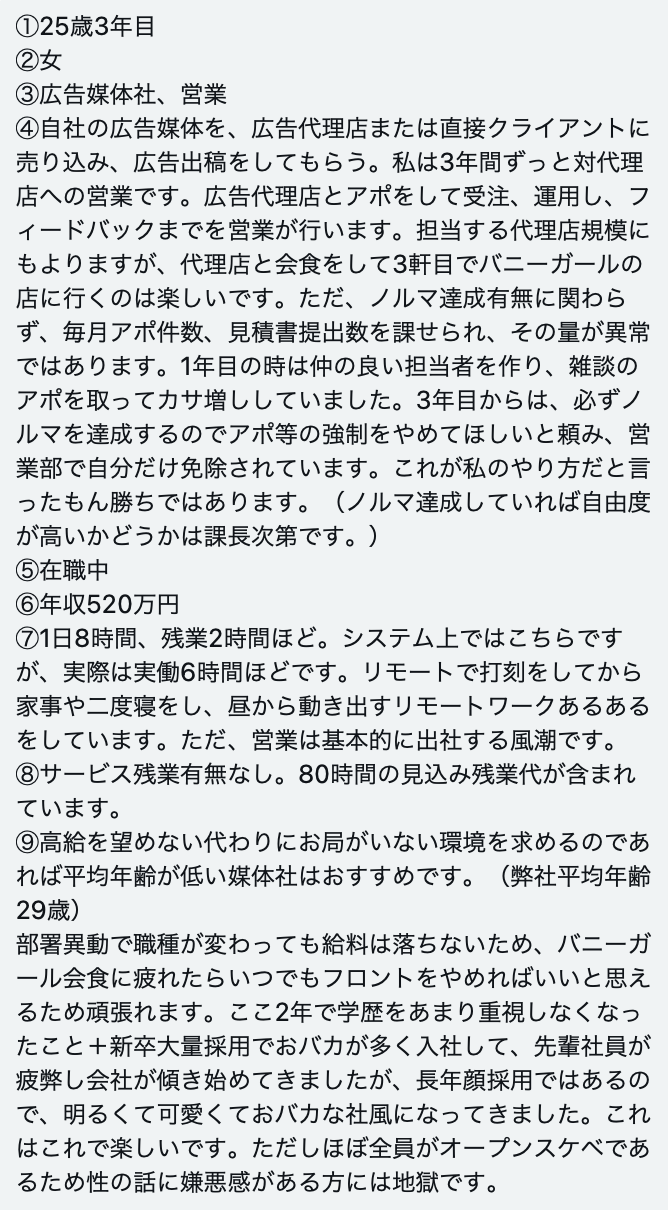 ①25歳3年目
②女
③広告媒体社、営業
④自社の広告媒体を、広告代理店または直接クライアントに
売り込み、広告出稿をしてもらう。私は3年間ずっと対代理
店への営業です。広告代理店とアポをして受注、運用し、フ
ィードバックまでを営業が行います。担当する代理店規模に
もよりますが、代理店と会食をして3軒目でバニーガールの
店に行くのは楽しいです。ただ、ノルマ達成有無に関わら
ず、毎月アポ件数、見積書提出数を課せられ、その量が異常
ではあります。1年目の時は仲の良い担当者を作り、雑談の
アポを取ってカサ増ししていました。3年目からは、必ずノ
ルマを達成するのでアポ等の強制をやめてほしいと頼み、営
業部で自分だけ免除されています。これが私のやり方だと言
ったもん勝ちではあります。（ノルマ達成していれば自由度
が高いかどうかは課長次第です。）
⑤在職中
⑥年収520万円
⑦1日8時間、残業2時間ほど。システム上ではこちらです
が、実際は実働6時間ほどです。リモートで打刻をしてから
家事や二度寝をし、昼から動き出すリモートワークあるある
をしています。ただ、営業は基本的に出社する風潮です。
⑧サービス残業有無なし。80時間の見込み残業代が含まれ
ています。
⑨高給を望めない代わりにお局がいない環境を求めるのであ
れば平均年齢が低い媒体社はおすすめです。（弊社平均年齢
29歳）
部署異動で職種が変わっても給料は落ちないため、バニーガ
ール会食に疲れたらいつでもフロントをやめればいいと思え
るため頑張れます。ここ2年で学歴をあまり重視しなくなっ
たこと＋新卒大量採用でおバカが多く入社して、先輩社員が
疲弊し会社が傾き始めてきましたが、長年顔採用ではあるの
で、明るくて可愛くておバカな社風になってきました。これ
はこれで楽しいです。ただしほぼ全員がオープンスケベであ
るため性の話に嫌悪感がある方には地獄です。